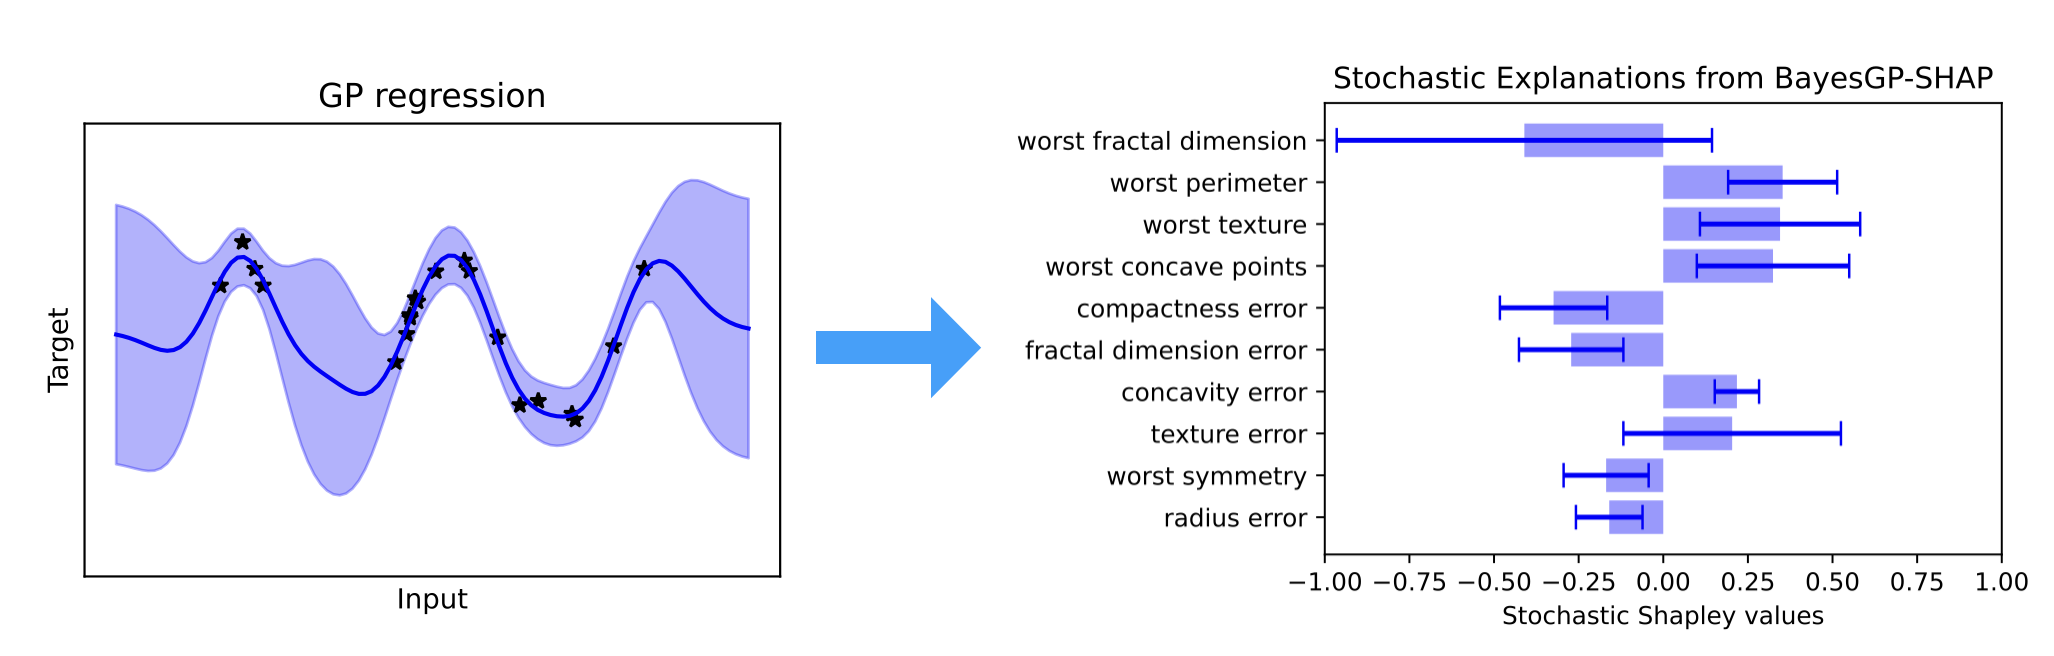 GP regression
Target
Input
Stochastic Explanations from BayesGP-SHAP
worst fractal dimension
worst perimeter
worst texture
worst concave points
compactness error
fractal dimension error
concavity error
texture error
worst symmetry
radius error
−1.00 −0.75 −0.50 −0.25 0.00 0.25 0.50 0.75 1.00
Stochastic Shapley values